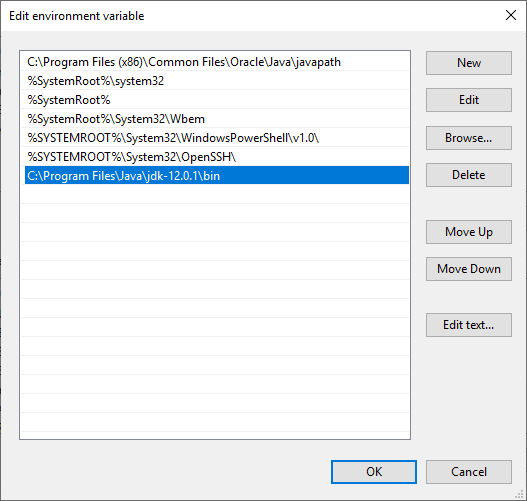 Edit environment variable
C:\Program Files (x86)\Common Files\Oracle\Java\javapath
%SystemRoot%\system32
%SystemRoot%
%SystemRoot%\System32\Wbem
%SYSTEMROOT%\System32\WindowsPowerShell\v1.0\
%SYSTEMROOT%\System32\OpenSSH\
C:\Program Files\Java\jdk-12.0.1\bin
New
Edit
Browse...
Delete
Move Up
Move Down
Edit text...
OK
Cancel